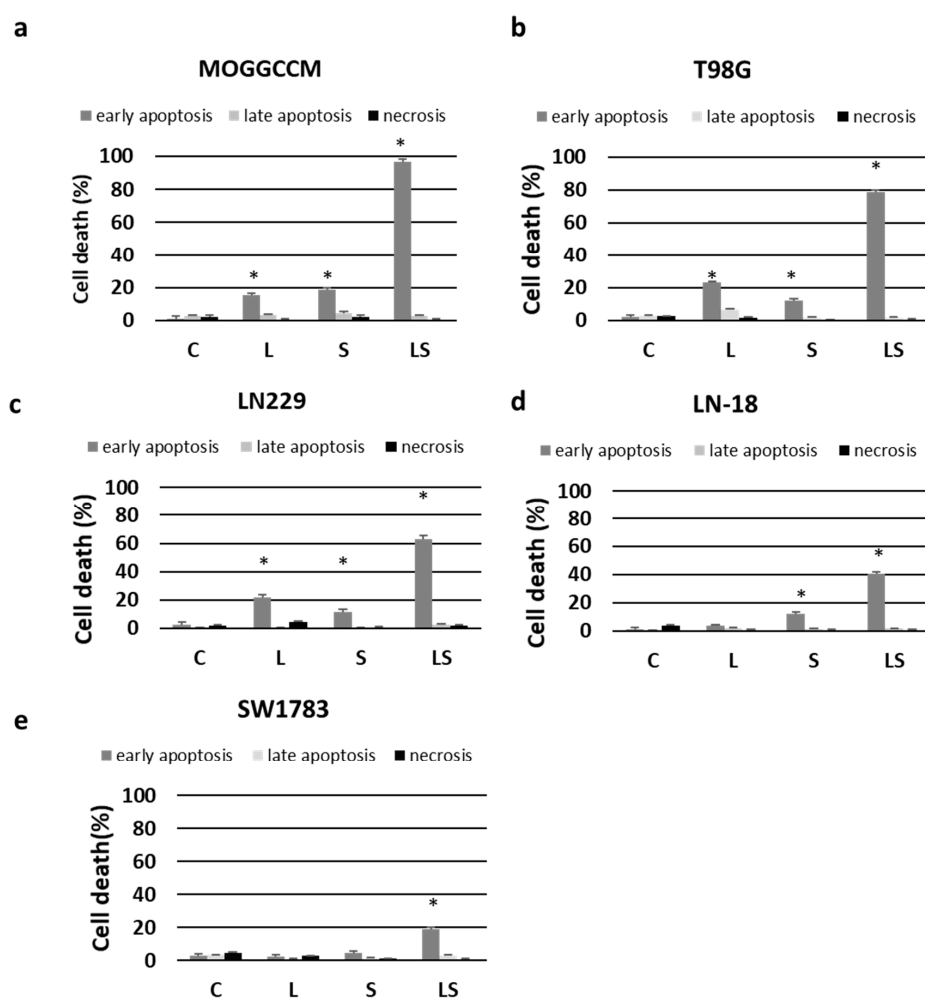 a
MOGGCCM
early apoptosis late apoptosis necrosis
Cell death (%)
100
80
60
40
20
0
* * *
C L S LS
b
T98G
early apoptosis late apoptosis necrosis
Cell death (%)
100
80
60
40
20
0
* * *
C L S LS
c
LN229
early apoptosis late apoptosis necrosis
Cell death (%)
100
80
60
40
20
0
* * *
C L S LS
d
LN-18
early apoptosis late apoptosis necrosis
Cell death (%)
100
80
60
40
20
0
* *
C L S LS
e
SW1783
early apoptosis late apoptosis necrosis
Cell death(%)
100
80
60
40
20
0
*
C L S LS